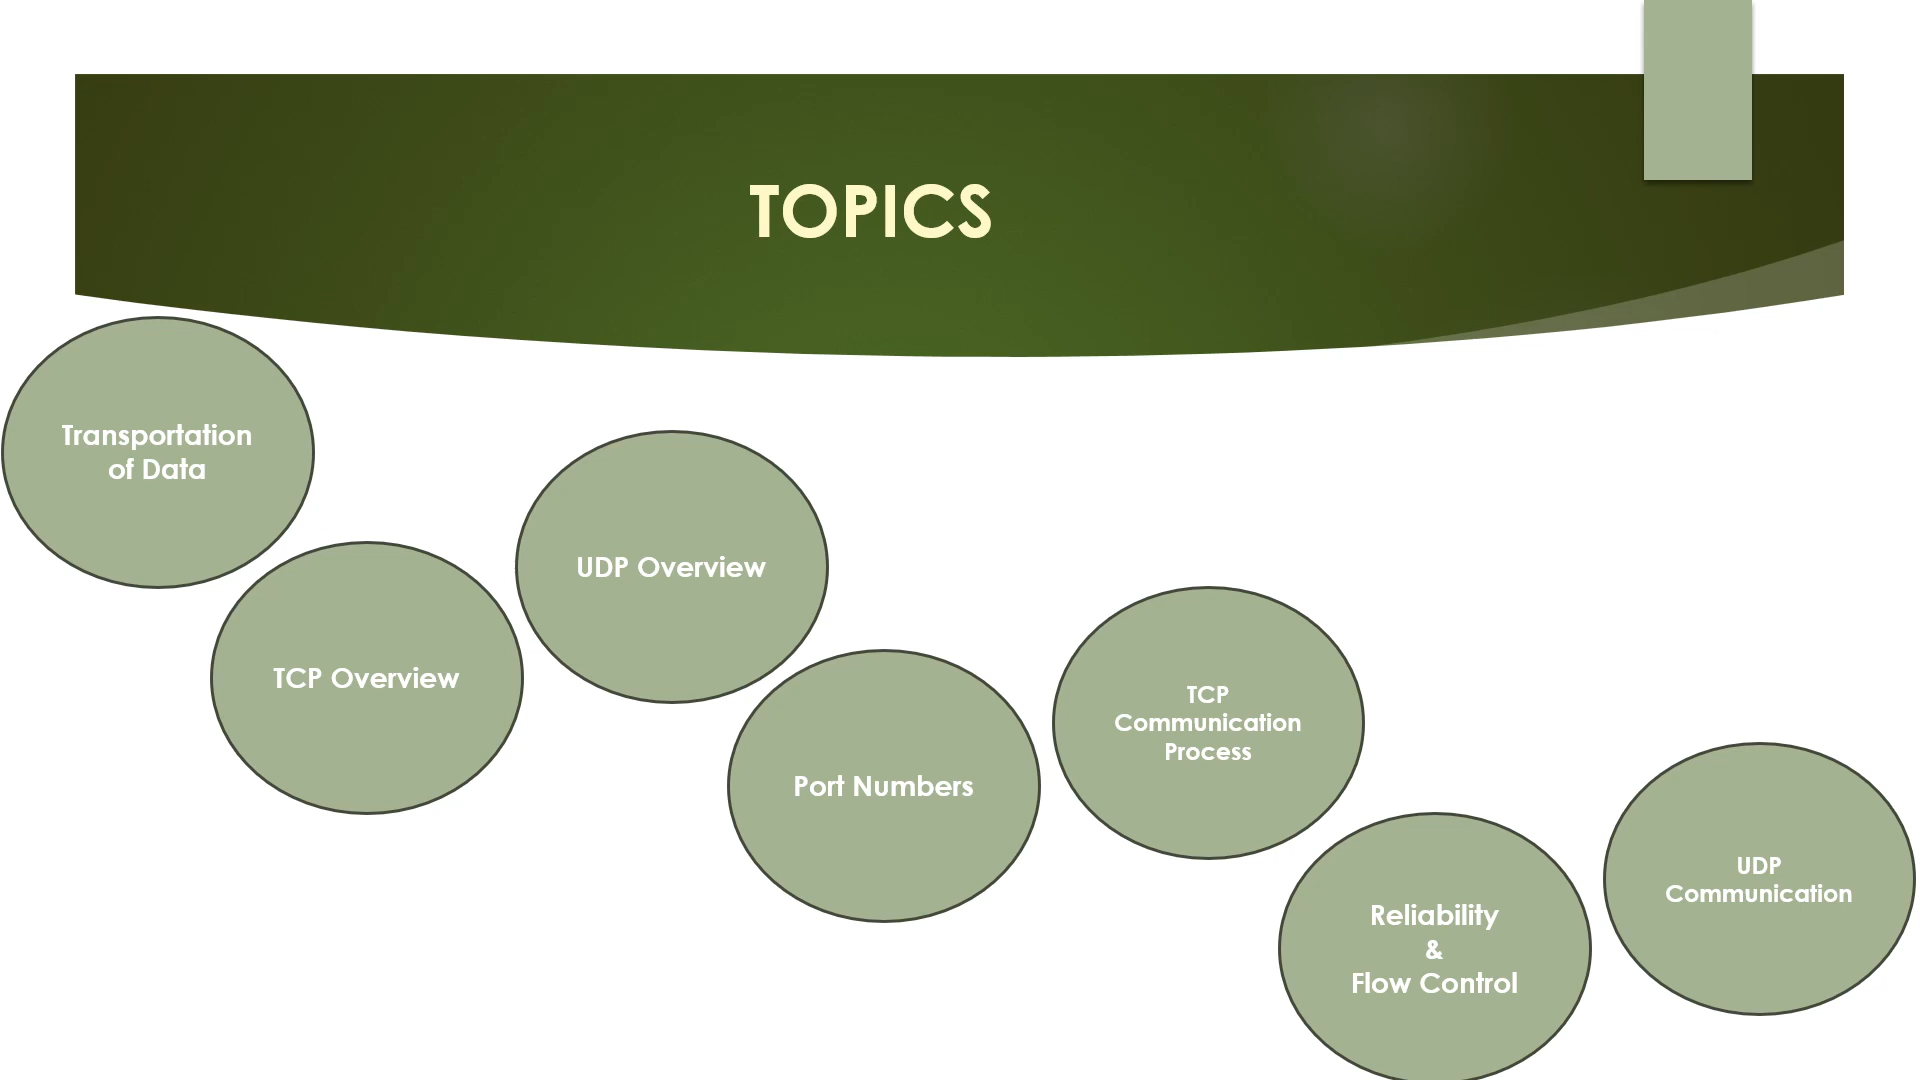 TOPICS
Transportation
of Data
TCP Overview
UDP Overview
Port Numbers
TCP
Communication
Process
Reliability
&
Flow Control
UDP
Communication